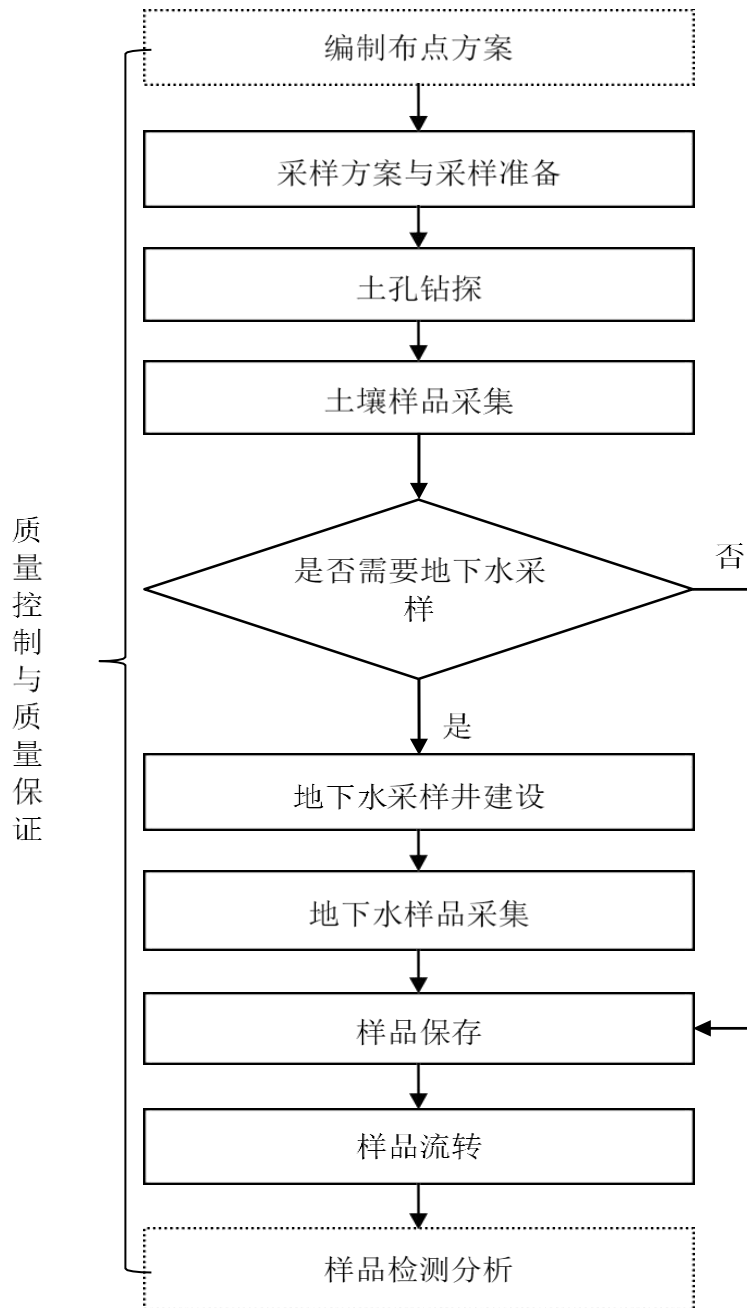 编制布点方案
采样方案与采样准备
土孔钻探
土壤样品采集
是否需要地下水采
样
否
是
地下水采样井建设
地下水样品采集
样品保存
样品流转
样品检测分析
质
量
控
制
与
质
量
保
证